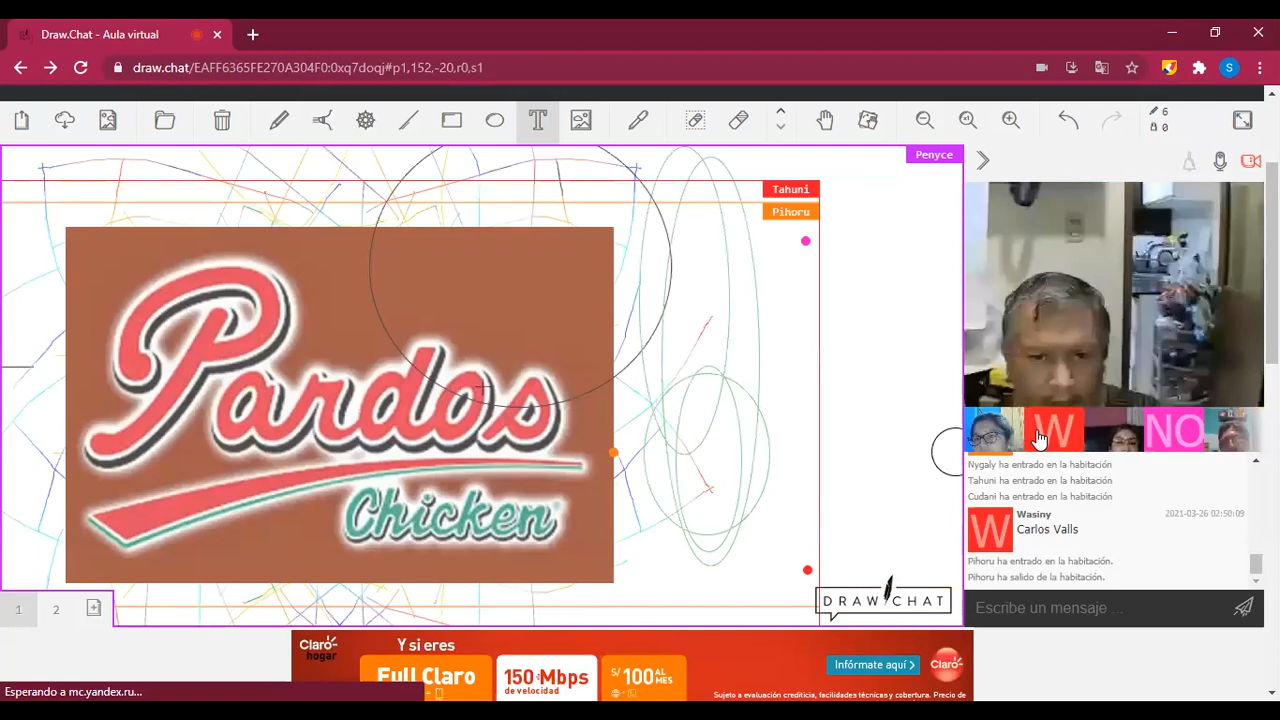 Draw.Chat - Aula virtual
draw.chat/EAFF6365FE270A304F0:0xq7doqj#p1,152,-20,r0,s1
S
T
x1
6
0
Penyce
Tahuni
Pihoru
Pardos
Chicken
W
NO
Nygaly ha entrado en la habitación
Tahuni ha entrado en la habitación
Cudani ha entrado en la habitación
W
Wasiny
2021-03-26 02:50:09
Carlos Valls
Pihoru ha entrado en la habitación.
Pihoru ha salido de la habitación.
DRAW CHAT
1
2
Escribe un mensaje ...
Claro
hogar
Y si eres
Full Claro
150 Mbps
de velocidad
S/100 AL
MES
Infórmate aquí >
Claro
Sujeto a evaluación crediticia, facilidades técnicas y cobertura. Precio de
Esperando a mc.yandex.ru...